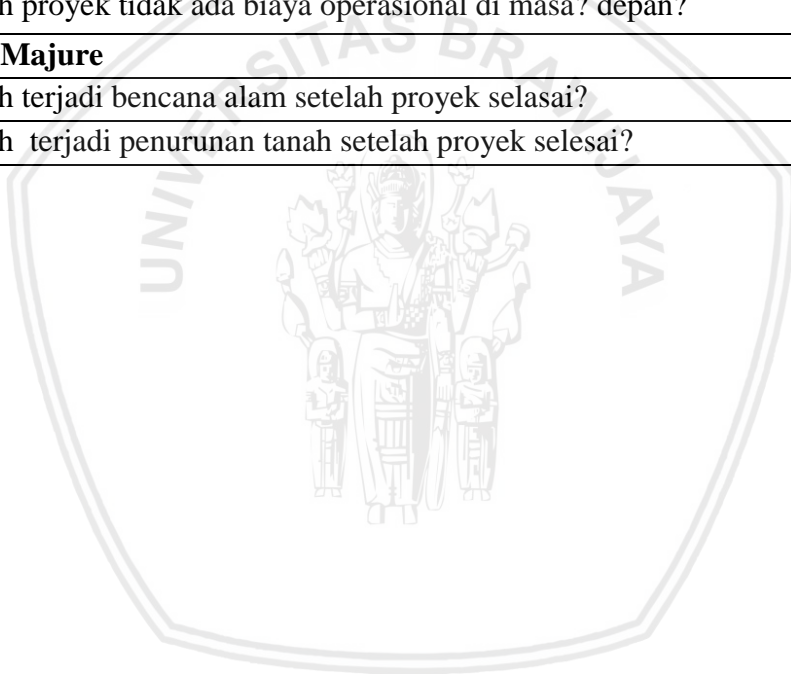 h proyek tidak ada biaya operasional di masa? depan?
Majure
h terjadi bencana alam setelah proyek selasai?
h terjadi penurunan tanah setelah proyek selesai?
UNIVERSITAS BRAWIJAYA